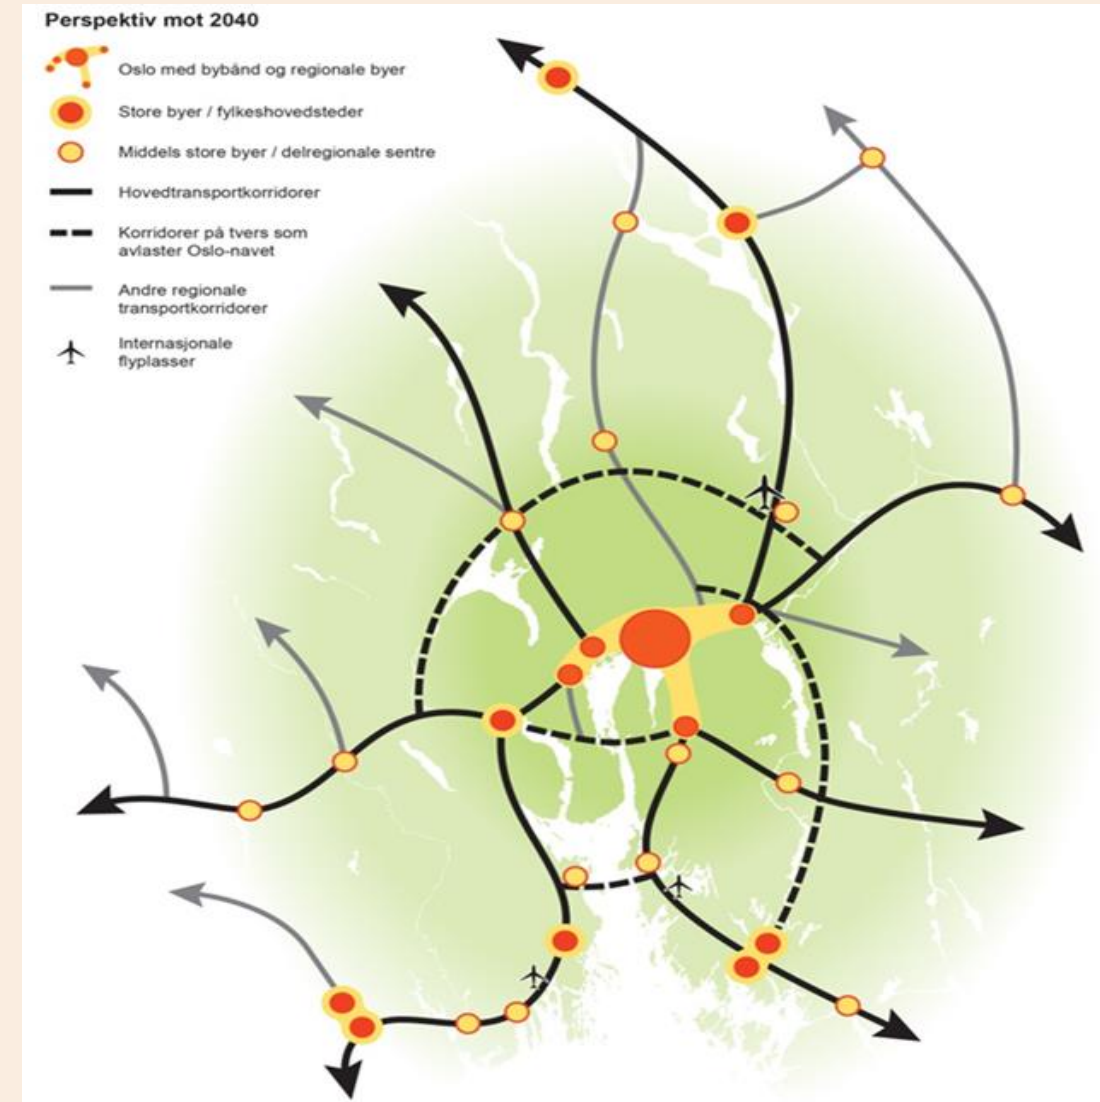 Perspektiv mot 2040
Oslo med bybånd og regionale byer
Store byer / fylkeshovedsteder
Middels store byer / delregionale sentre
Hovedtransportkorridorer
Korridorer på tvers som
avlaster Oslo-navet
Andre regionale
transportkorridorer
Internasjonale
flyplasser